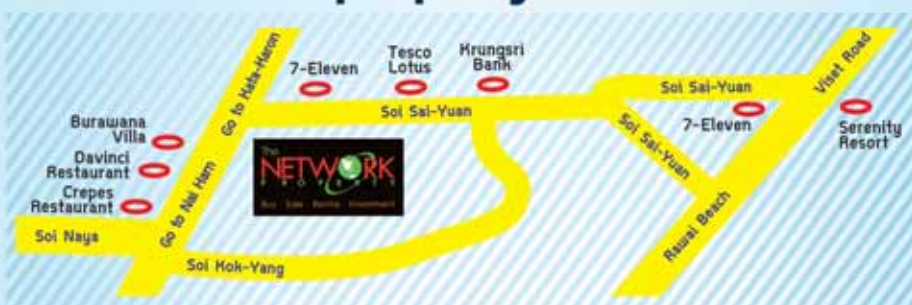 Go to Kata-Karon
7-Eleven
Tesco
Lotus
Krungsri
Bank
Soi Sai-Yuan
Soi Sai-Yuan
Viset Road
7-Eleven
Serenity
Resort
Soi Sai-Yuan
Rawai Beach
Burawana
Villa
Davinci
Restaurant
Crepes
Restaurant
Go to Nai Harn
Soi Naya
Soi Kok-Yang
The
NETWORK
PROPERTY